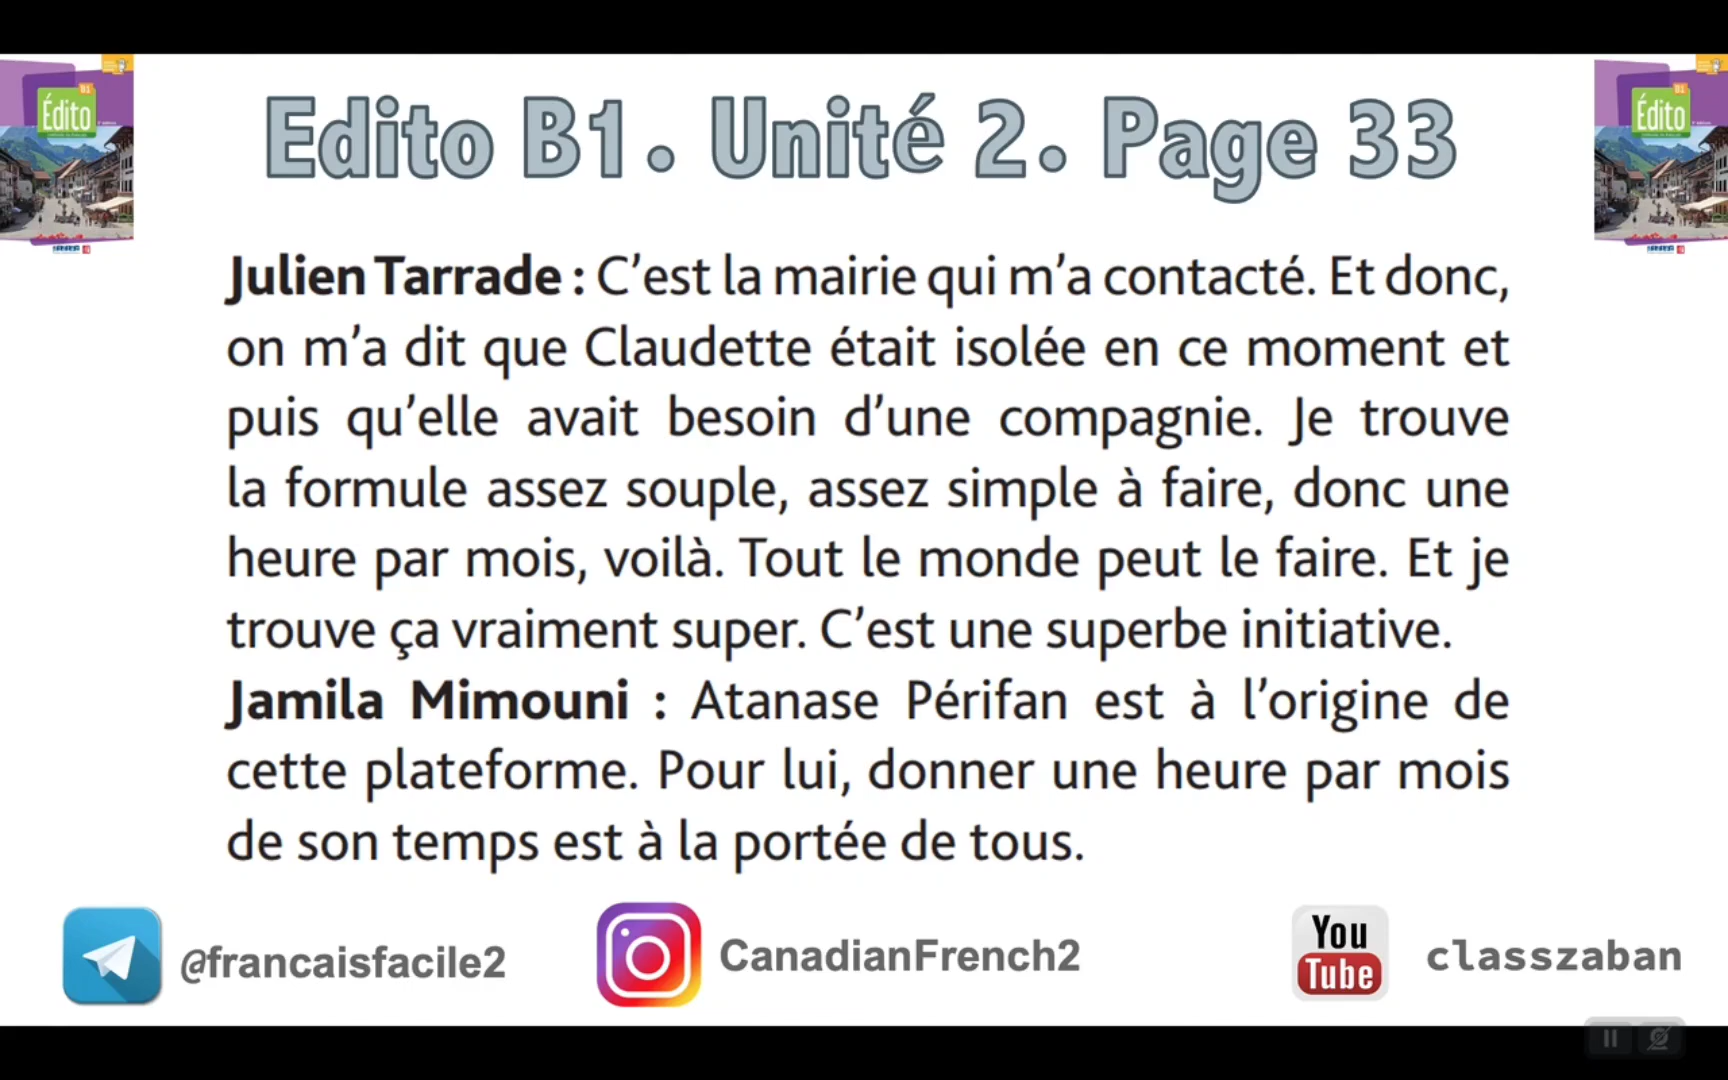 Edito B1. Unité 2. Page 33
Édito
B1
Édito
B1
Julien Tarrade : C'est la mairie qui m'a contacté. Et donc,
on m'a dit que Claudette était isolée en ce moment et
puis qu'elle avait besoin d'une compagnie. Je trouve
la formule assez souple, assez simple à faire, donc une
heure par mois, voilà. Tout le monde peut le faire. Et je
trouve ça vraiment super. C'est une superbe initiative.
Jamila Mimouni : Atanase Périfan est à l'origine de
cette plateforme. Pour lui, donner une heure par mois
de son temps est à la portée de tous.
@francaisfacile2
CanadianFrench2
You
Tube
classzaban